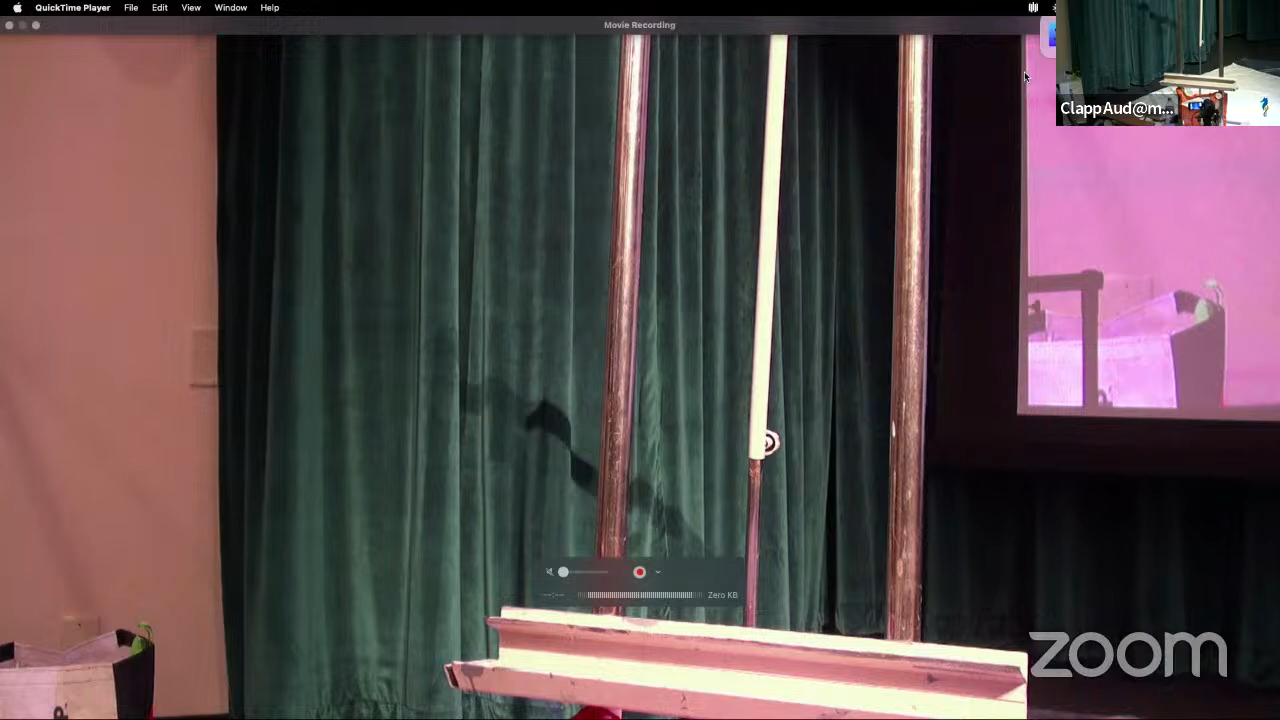 QuickTime Player File Edit View Window Help
Movie Recording
ClappAud@m...
Zero KB
zoom